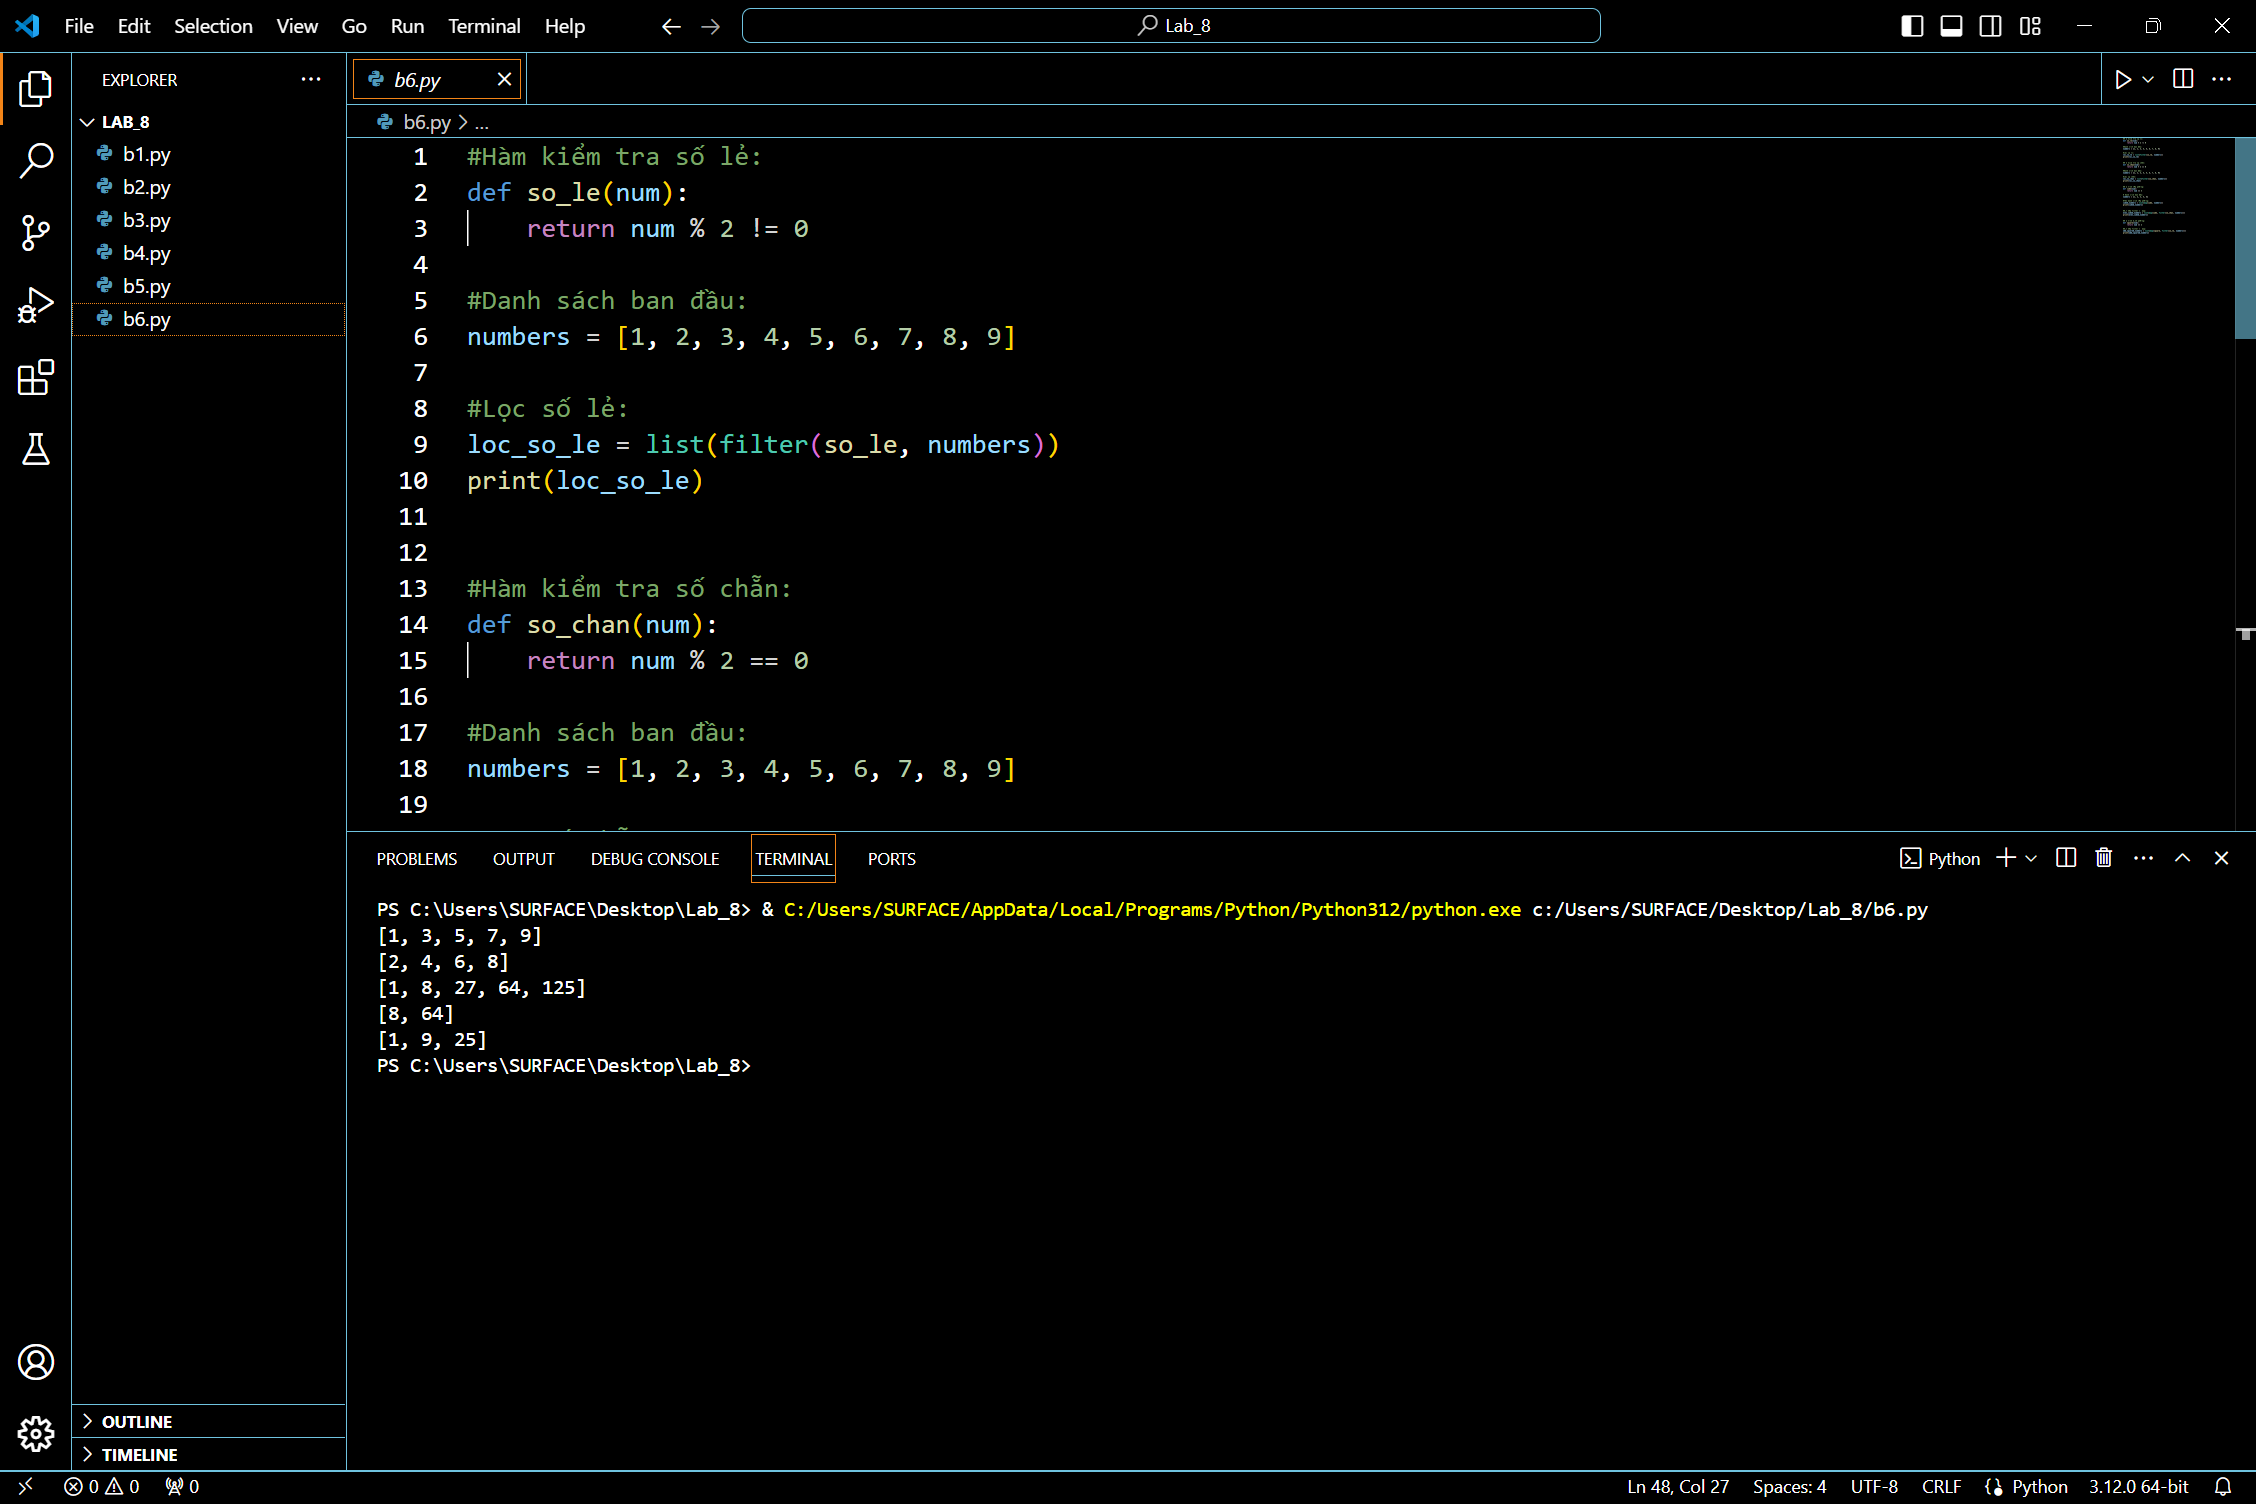 File Edit Selection View Go Run Terminal Help
Lab_8
EXPLORER
LAB_8
b1.py
b2.py
b3.py
b4.py
b5.py
b6.py
OUTLINE
TIMELINE
b6.py
b6.py > ...
1 #Hàm kiểm tra số lẻ:
2 def so_le(num):
3     return num % 2 != 0
4
5 #Danh sách ban đầu:
6 numbers = [1, 2, 3, 4, 5, 6, 7, 8, 9]
7
8 #Lọc số lẻ:
9 loc_so_le = list(filter(so_le, numbers))
10 print(loc_so_le)
11
12
13 #Hàm kiểm tra số chẵn:
14 def so_chan(num):
15     return num % 2 == 0
16
17 #Danh sách ban đầu:
18 numbers = [1, 2, 3, 4, 5, 6, 7, 8, 9]
19
PROBLEMS OUTPUT DEBUG CONSOLE TERMINAL PORTS
Python
PS C:\Users\SURFACE\Desktop\Lab_8> & C:/Users/SURFACE/AppData/Local/Programs/Python/Python312/python.exe c:/Users/SURFACE/Desktop/Lab_8/b6.py
[1, 3, 5, 7, 9]
[2, 4, 6, 8]
[1, 8, 27, 64, 125]
[8, 64]
[1, 9, 25]
PS C:\Users\SURFACE\Desktop\Lab_8>
0 0 0
Ln 48, Col 27 Spaces: 4 UTF-8 CRLF Python 3.12.0 64-bit